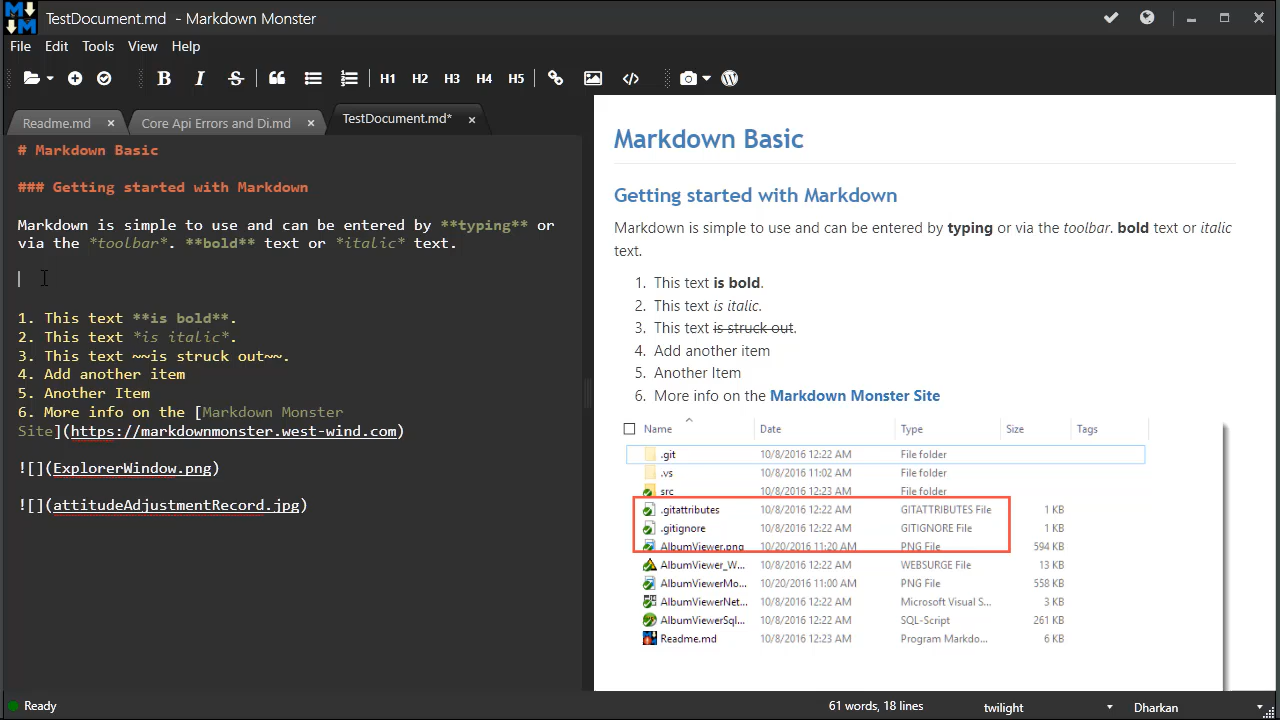 TestDocument.md - Markdown Monster
File Edit Tools View Help
B I S H1 H2 H3 H4 H5
Readme.md × Core Api Errors and Di.md × TestDocument.md* ×
# Markdown Basic
### Getting started with Markdown
Markdown is simple to use and can be entered by **typing** or
via the *toolbar*. **bold** text or *italic* text.
1. This text **is bold**.
2. This text *is italic*.
3. This text ~~is struck out~~.
4. Add another item
5. Another Item
6. More info on the [Markdown Monster
Site](https://markdownmonster.west-wind.com)
![](ExplorerWindow.png)
![](attitudeAdjustmentRecord.jpg)
Markdown Basic
Getting started with Markdown
Markdown is simple to use and can be entered by typing or via the toolbar. bold text or italic
text.
1. This text is bold.
2. This text is italic.
3. This text is struck out.
4. Add another item
5. Another Item
6. More info on the Markdown Monster Site
Name Date Type Size Tags
.git 10/8/2016 12:22 AM File folder
.vs 10/8/2016 11:02 AM File folder
src 10/8/2016 12:23 AM File folder
.gitattributes 10/8/2016 12:22 AM GITATTRIBUTES File 1 KB
.gitignore 10/8/2016 12:22 AM GITIGNORE File 1 KB
AlbumViewer.png 10/20/2016 11:20 AM PNG File 594 KB
AlbumViewer_W... 10/8/2016 12:22 AM WEBSURGE File 13 KB
AlbumViewerMo... 10/20/2016 11:00 AM PNG File 558 KB
AlbumViewerNet... 10/8/2016 12:22 AM Microsoft Visual S... 3 KB
AlbumViewerSql... 10/8/2016 12:22 AM SQL-Script 261 KB
Readme.md 10/8/2016 12:23 AM Program Markdo... 6 KB
Ready 61 words, 18 lines twilight Dharkan